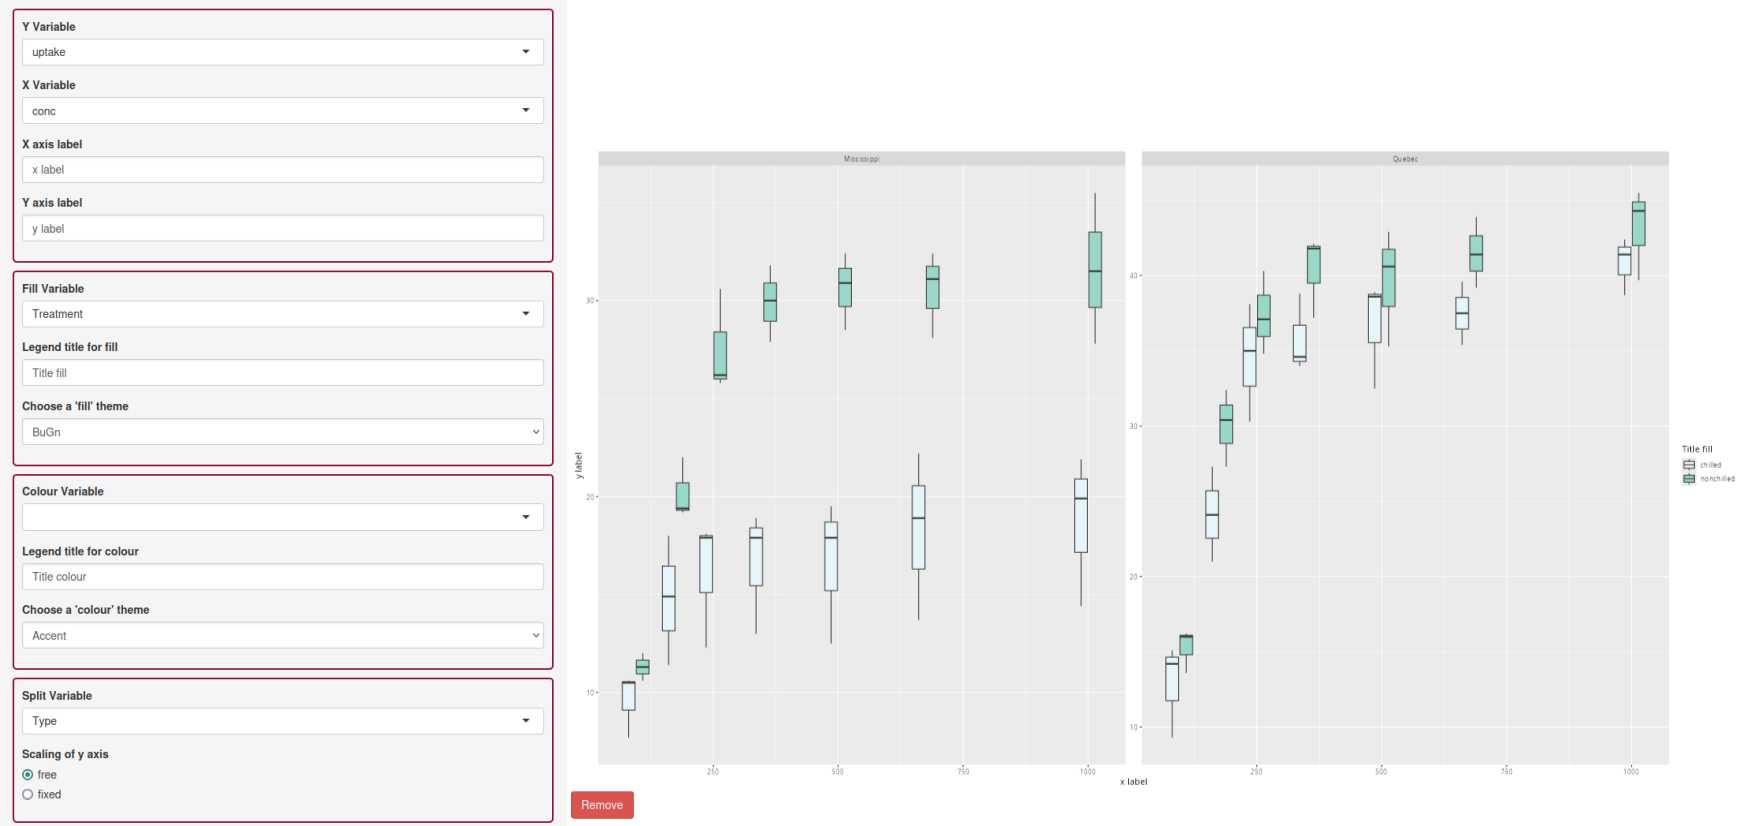 Y Variable
uptake
X Variable
conc
X axis label
x label
Y axis label
y label
Fill Variable
Treatment
Legend title for fill
Title fill
Choose a 'fill' theme
BuGn
Colour Variable
Legend title for colour
Title colour
Choose a 'colour' theme
Accent
Split Variable
Type
Scaling of y axis
free
fixed
Mississippi
Quebec
y label
30
20
10
40
30
20
10
250 500 750 1000
250 500 750 1000
x label
Title fill
chilled
nonchilled
Remove